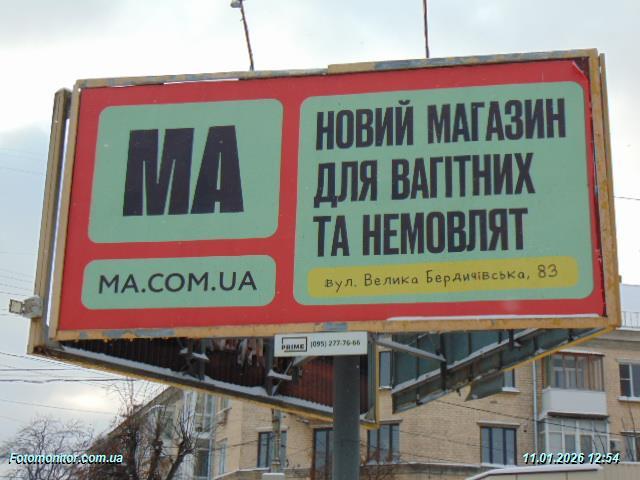 МА
MA.COM.UA
НОВИЙ МАГАЗИН
ДЛЯ ВАГІТНИХ
ТА НЕМОВЛЯТ
вул. Велика Бердичівська, 83
PRIME (095) 277-76-66
Fotomonitor.com.ua
11.01.2026 12:54